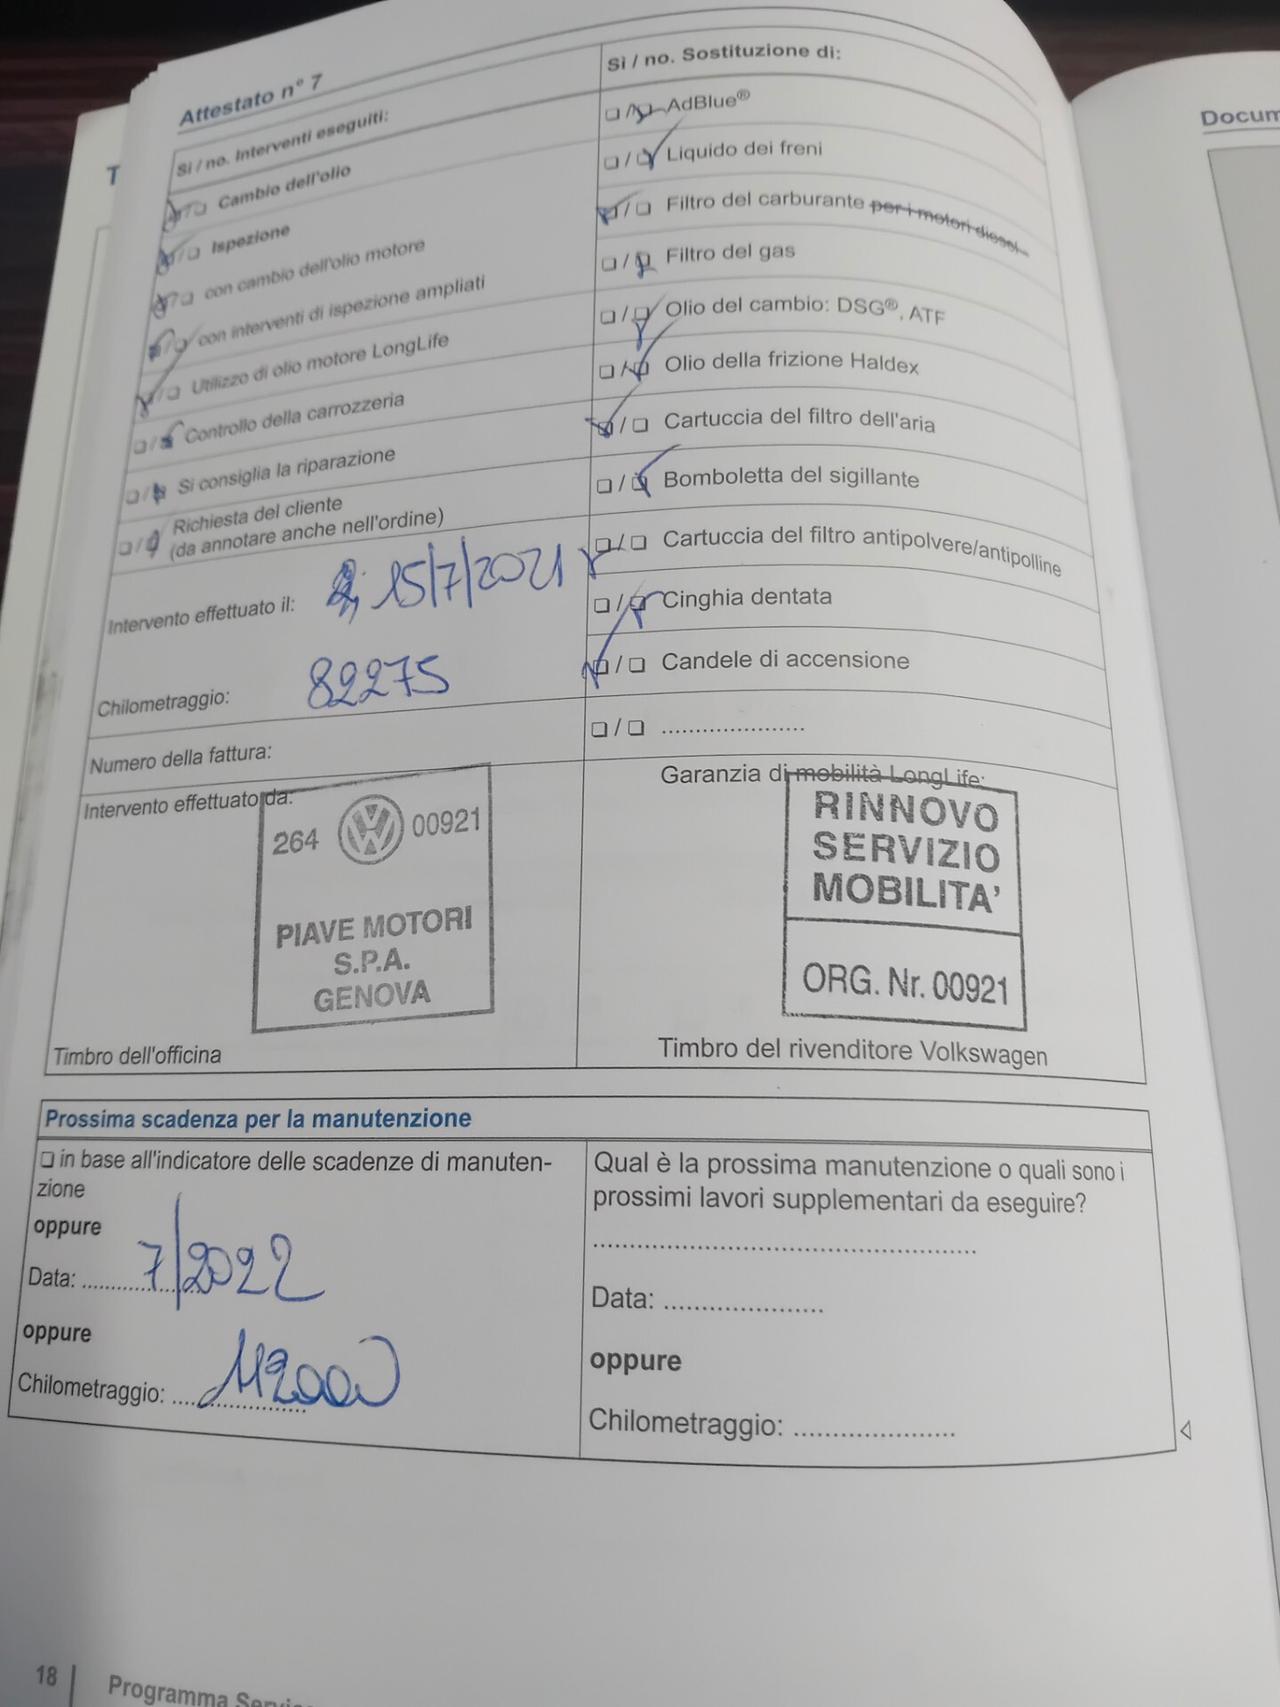 Attestato n° 7
Sì / no. Interventi eseguiti:
❑ / ❑ Cambio dell'olio
❑ / ❑ Ispezione
❑ / ❑ con cambio dell'olio motore
❑ / ❑ con interventi di ispezione ampliati
❑ / ❑ Utilizzo di olio motore LongLife
❑ / ❑ Controllo della carrozzeria
❑ / ❑ Si consiglia la riparazione
❑ / ❑ Richiesta del cliente
(da annotare anche nell'ordine)
Intervento effettuato il: 15/7/2021
Chilometraggio: 82275
Numero della fattura:
Intervento effettuato da:
264 VW 00921
PIAVE MOTORI
S.P.A.
GENOVA
Timbro dell'officina
Sì / no. Sostituzione di:
❑ / ❑ AdBlue®
❑ / ❑ Liquido dei freni
❑ / ❑ Filtro del carburante per i motori diesel
❑ / ❑ Filtro del gas
❑ / ❑ Olio del cambio: DSG®, ATF
❑ / ❑ Olio della frizione Haldex
❑ / ❑ Cartuccia del filtro dell'aria
❑ / ❑ Bomboletta del sigillante
❑ / ❑ Cartuccia del filtro antipolvere/antipolline
❑ / ❑ Cinghia dentata
❑ / ❑ Candele di accensione
❑ / ❑ .....................
Garanzia di mobilità LongLife:
RINNOVO
SERVIZIO
MOBILITA'
ORG. Nr. 00921
Timbro del rivenditore Volkswagen
Prossima scadenza per la manutenzione
❑ in base all'indicatore delle scadenze di manuten-
zione
oppure
Data: 7/2022
oppure
Chilometraggio: 112000
Qual è la prossima manutenzione o quali sono i
prossimi lavori supplementari da eseguire?
Data: .....................
oppure
Chilometraggio: .....................
18 Programma
T
Docum